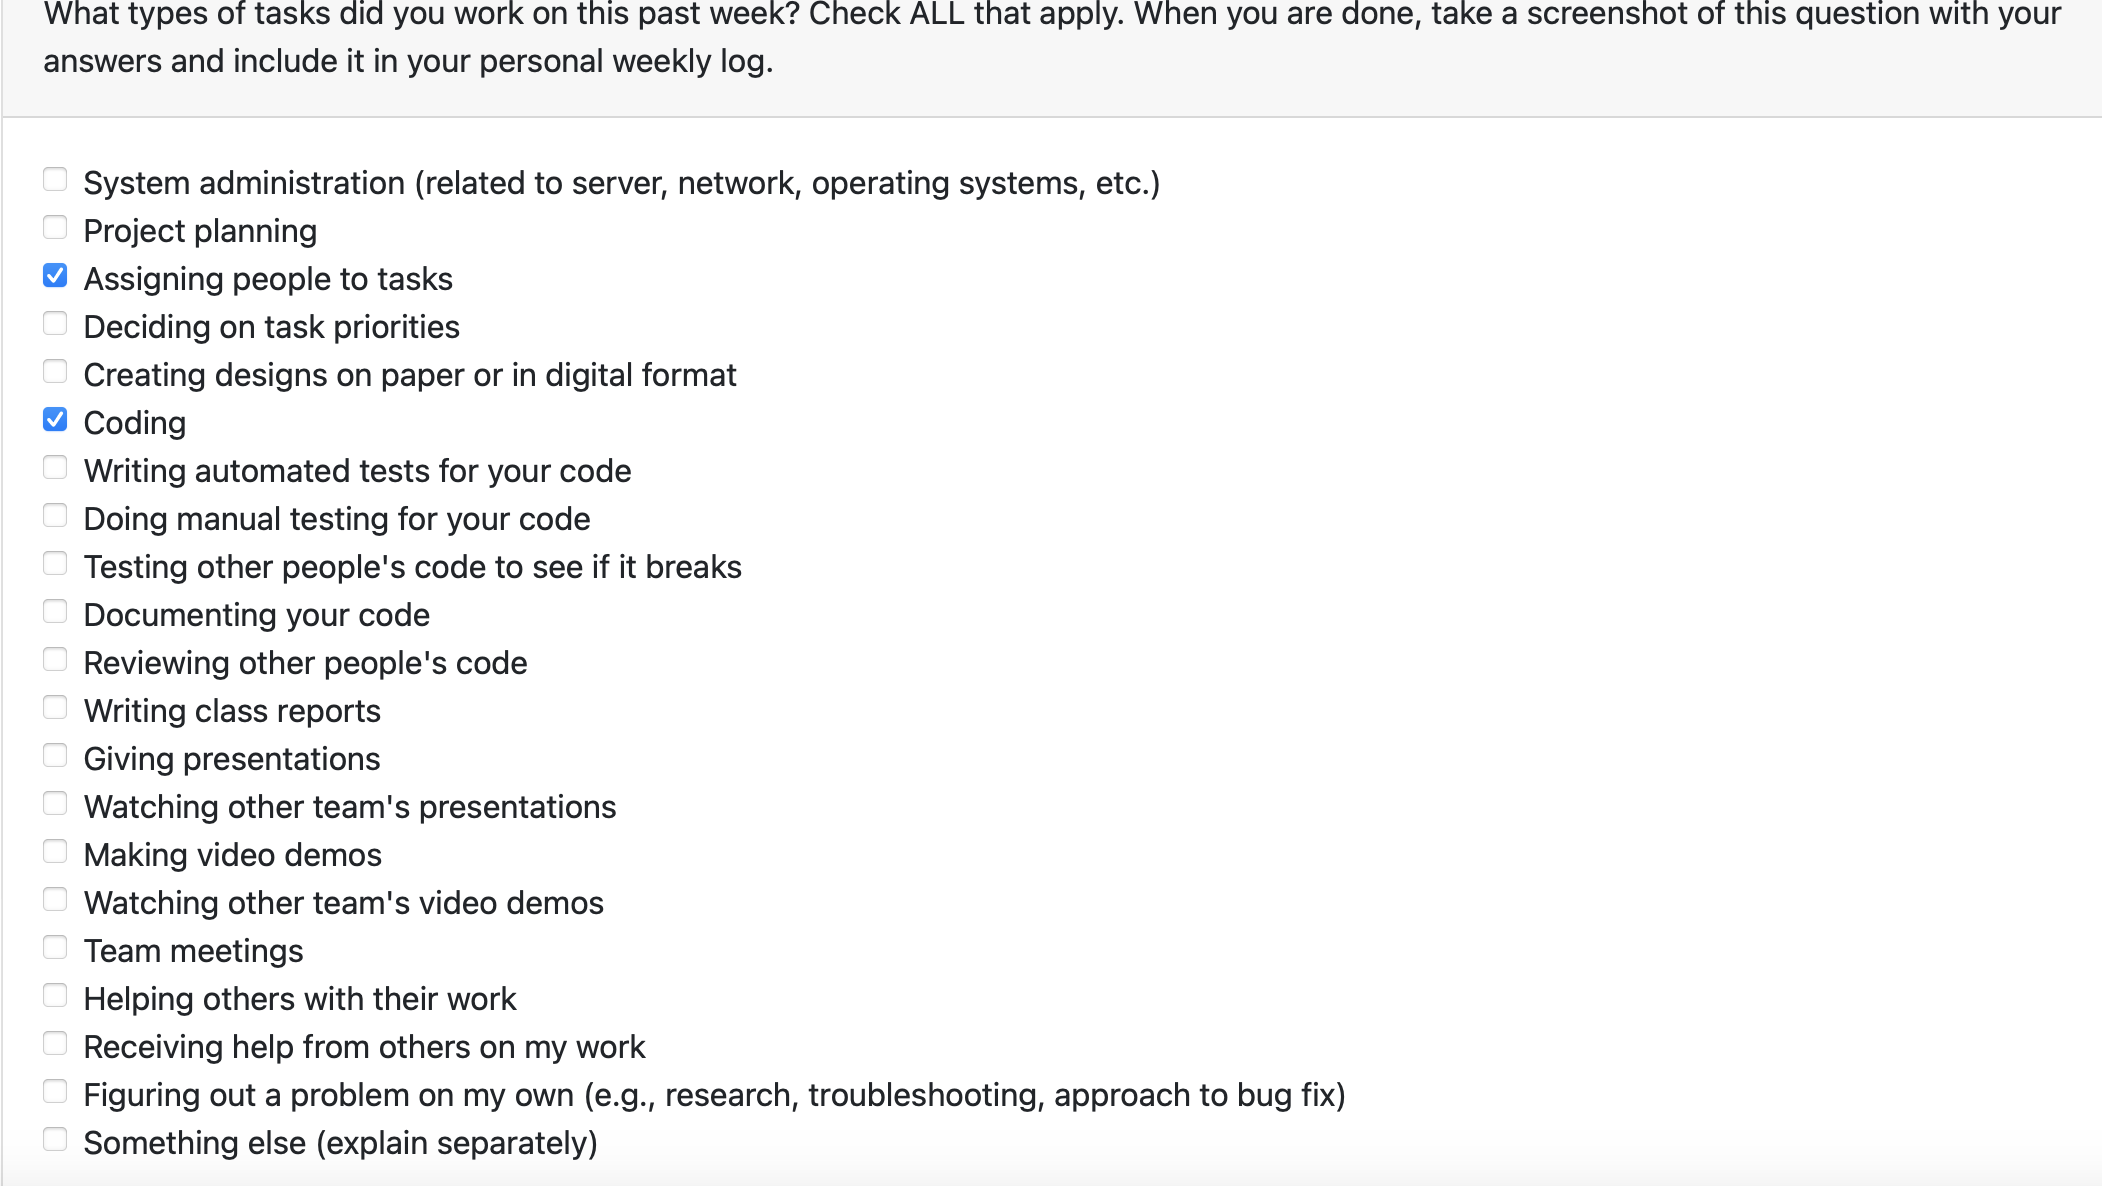 What types of tasks did you work on this past week? Check ALL that apply. When you are done, take a screenshot of this question with your
answers and include it in your personal weekly log.
System administration (related to server, network, operating systems, etc.)
Project planning
Assigning people to tasks
Deciding on task priorities
Creating designs on paper or in digital format
Coding
Writing automated tests for your code
Doing manual testing for your code
Testing other people's code to see if it breaks
Documenting your code
Reviewing other people's code
Writing class reports
Giving presentations
Watching other team's presentations
Making video demos
Watching other team's video demos
Team meetings
Helping others with their work
Receiving help from others on my work
Figuring out a problem on my own (e.g., research, troubleshooting, approach to bug fix)
Something else (explain separately)